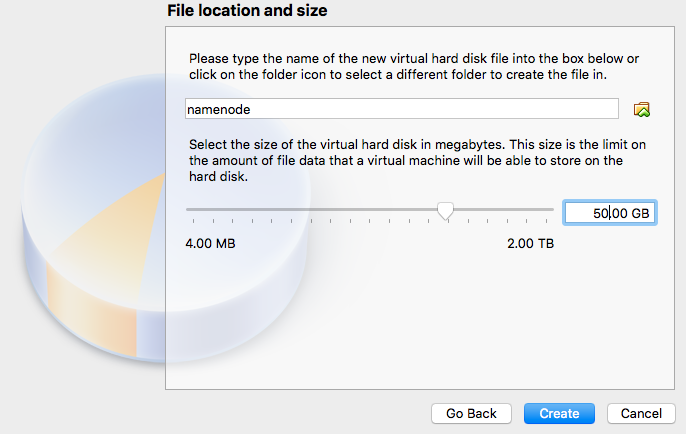 File location and size
Please type the name of the new virtual hard disk file into the box below or
click on the folder icon to select a different folder to create the file in.
namenode
Select the size of the virtual hard disk in megabytes. This size is the limit on
the amount of file data that a virtual machine will be able to store on the
hard disk.
50.00 GB
4.00 MB 2.00 TB
Go Back Create Cancel